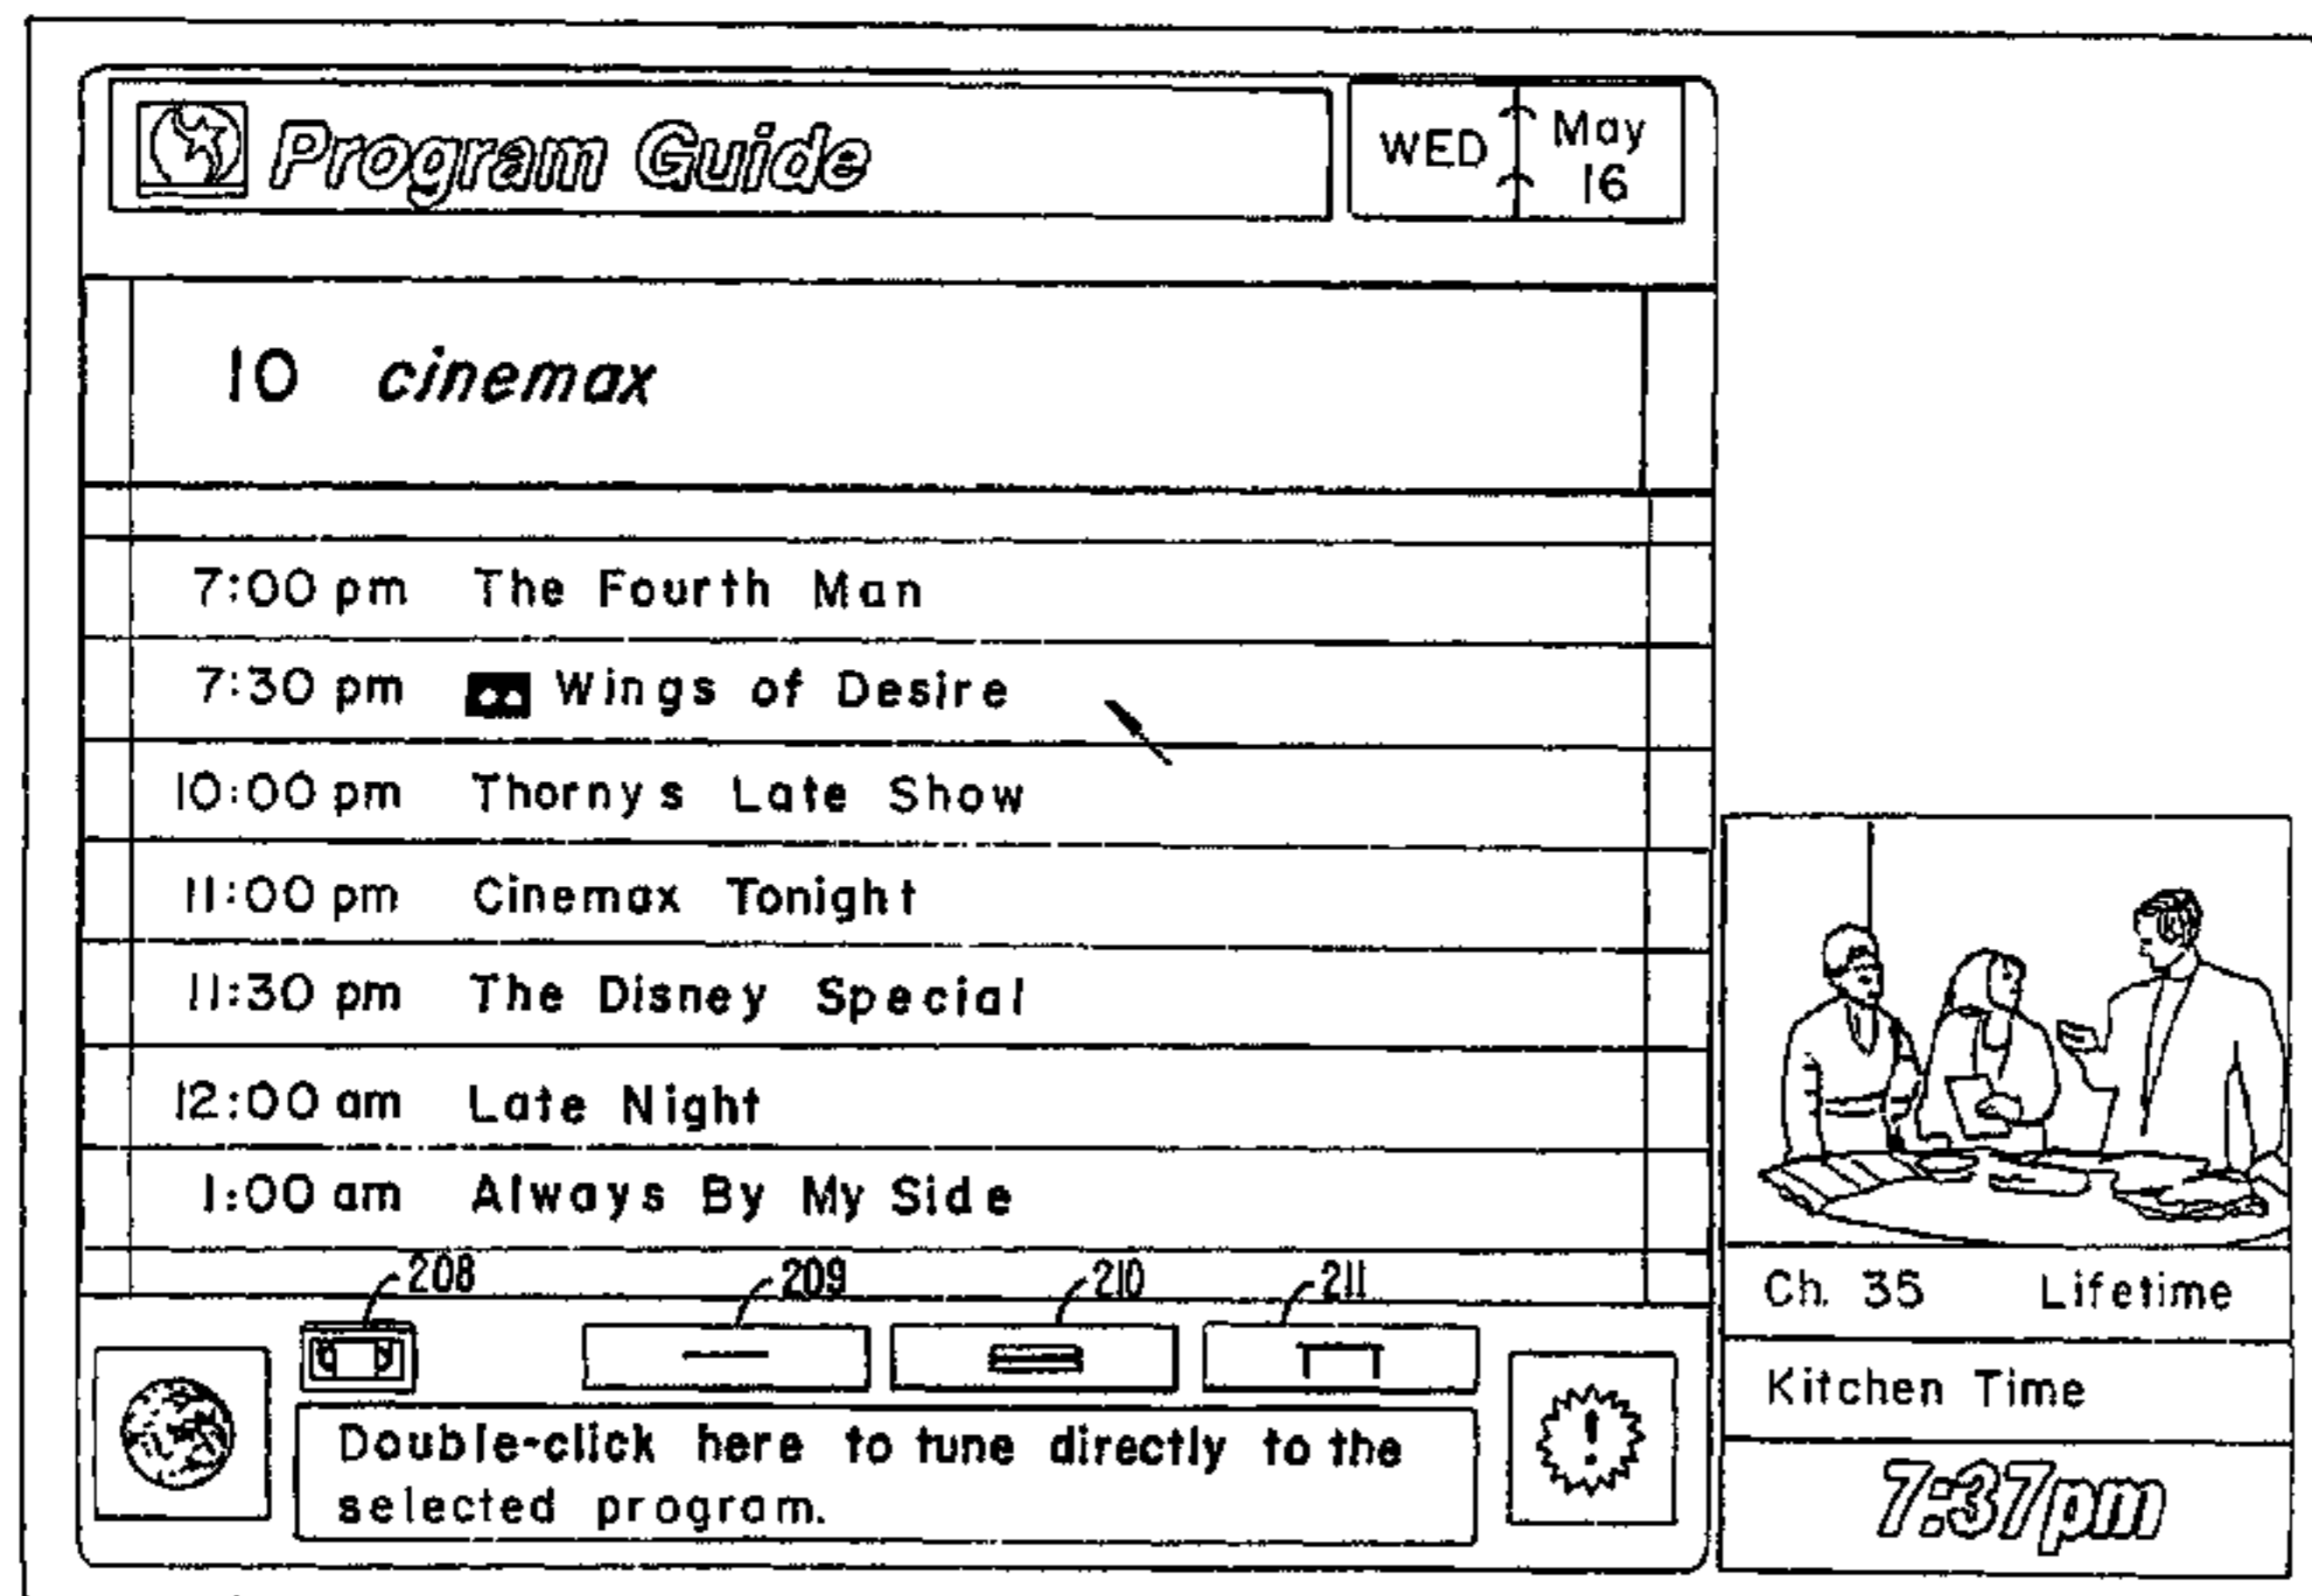 Program Guide
WED May 16
10 cinemax
7:00 pm The Fourth Man
7:30 pm Wings of Desire
10:00 pm Thornys Late Show
11:00 pm Cinemax Tonight
11:30 pm The Disney Special
12:00 am Late Night
1:00 am Always By My Side
208 209 210 211
Double-click here to tune directly to the
selected program.
!
Ch. 35 Lifetime
Kitchen Time
7:37pm